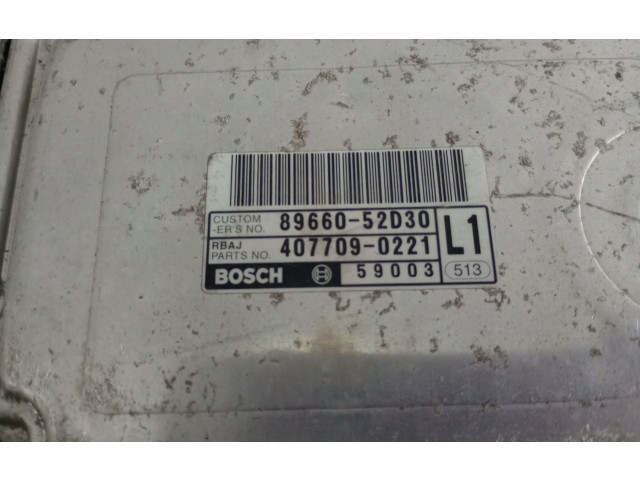 CUSTOM
-ER'S NO. 89660-52D30
RBAJ
PARTS NO. 407709-0221
L1
BOSCH 59003 513